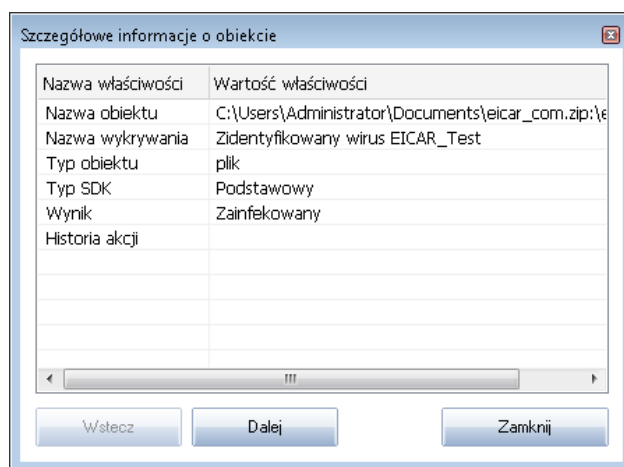 Szczegółowe informacje o obiekcie
Nazwa właściwości Wartość właściwości
Nazwa obiektu C:\Users\Administrator\Documents\eicar_com.zip:\e
Nazwa wykrywania Zidentyfikowany wirus EICAR_Test
Typ obiektu plik
Typ SDK Podstawowy
Wynik Zainfekowany
Historia akcji
Wstecz Dalej Zamknij